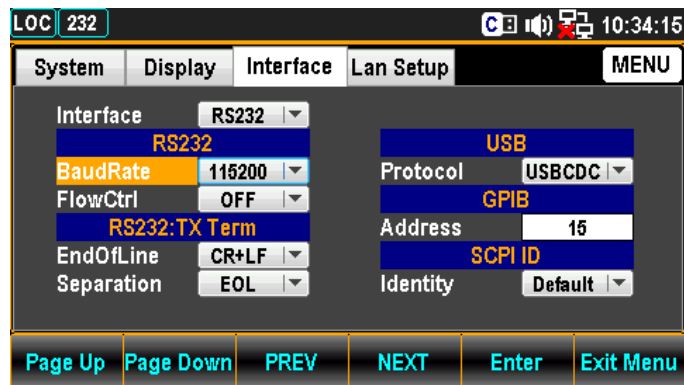 LOC 232 C 10:34:15
System Display Interface Lan Setup MENU
Interface RS232
RS232
BaudRate 115200
FlowCtrl OFF
RS232:TX Term
EndOfLine CR+LF
Separation EOL
USB
Protocol USBCDC
GPIB
Address 15
SCPI ID
Identity Default
Page Up Page Down PREV NEXT Enter Exit Menu